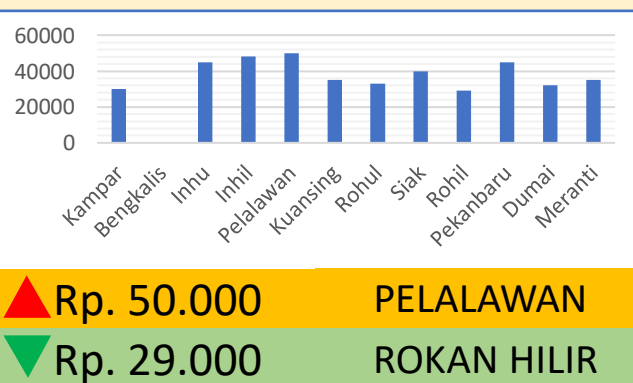 60000
40000
20000
0
Kampar
Bengkalis
Inhu
Inhil
Pelalawan
Kuansing
Rohul
Siak
Rohil
Pekanbaru
Dumai
Meranti
Rp. 50.000 PELALAWAN
Rp. 29.000 ROKAN HILIR